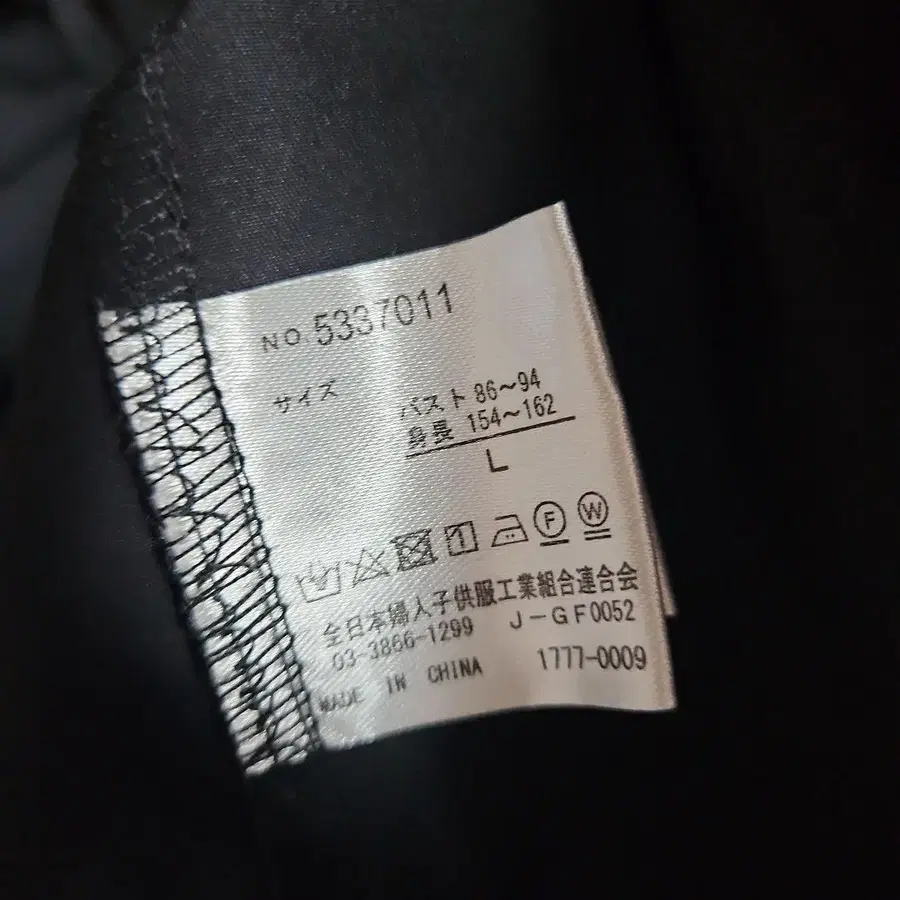 NO. 5337011
サイズ バスト 86~94
身長 154~162
L
F W
全日本婦人子供服工業組合連合会
03-3866-1299 J-GF0052
MADE IN CHINA 1777-0009